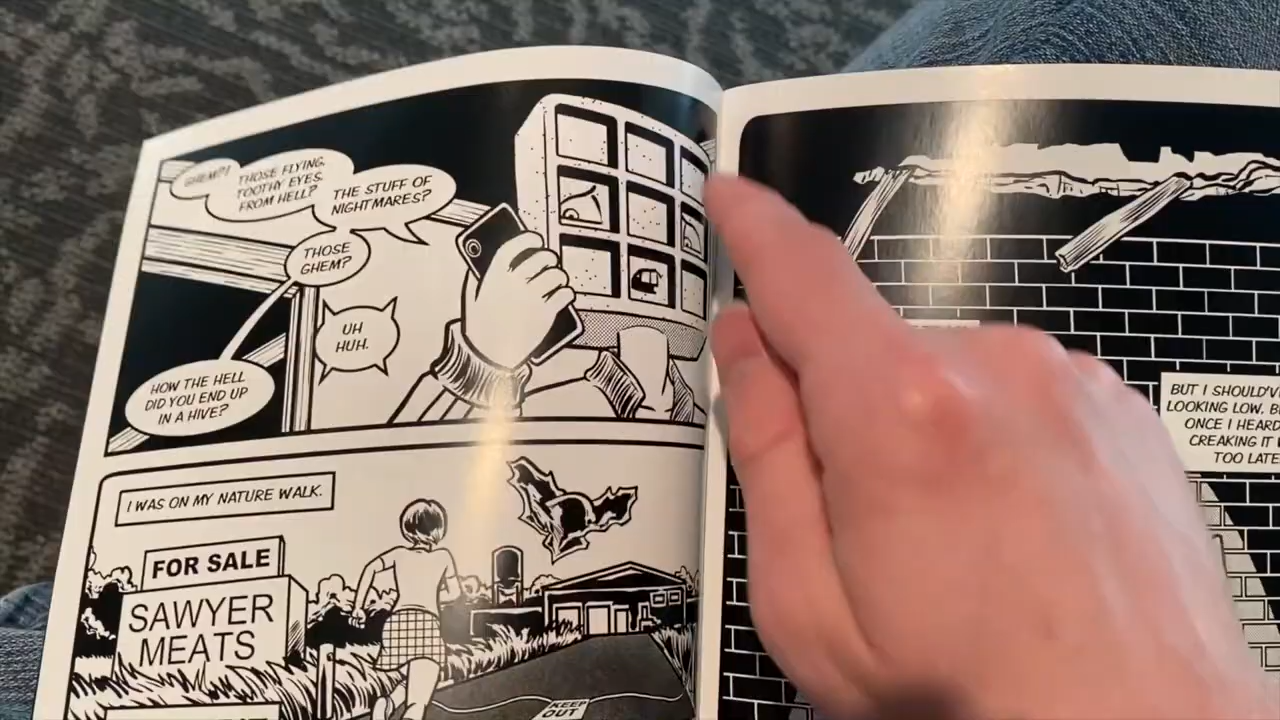 GHEM?!
THOSE FLYING,
TOOTHY EYES
FROM HELL?
THE STUFF OF
NIGHTMARES?
THOSE
GHEM?
UH
HUH.
HOW THE HELL
DID YOU END UP
IN A HIVE?
I WAS ON MY NATURE WALK.
FOR SALE
SAWYER
MEATS
KEEP
OUT
BUT I SHOULD'V
LOOKING LOW. B
ONCE I HEARD
CREAKING IT
TOO LATE